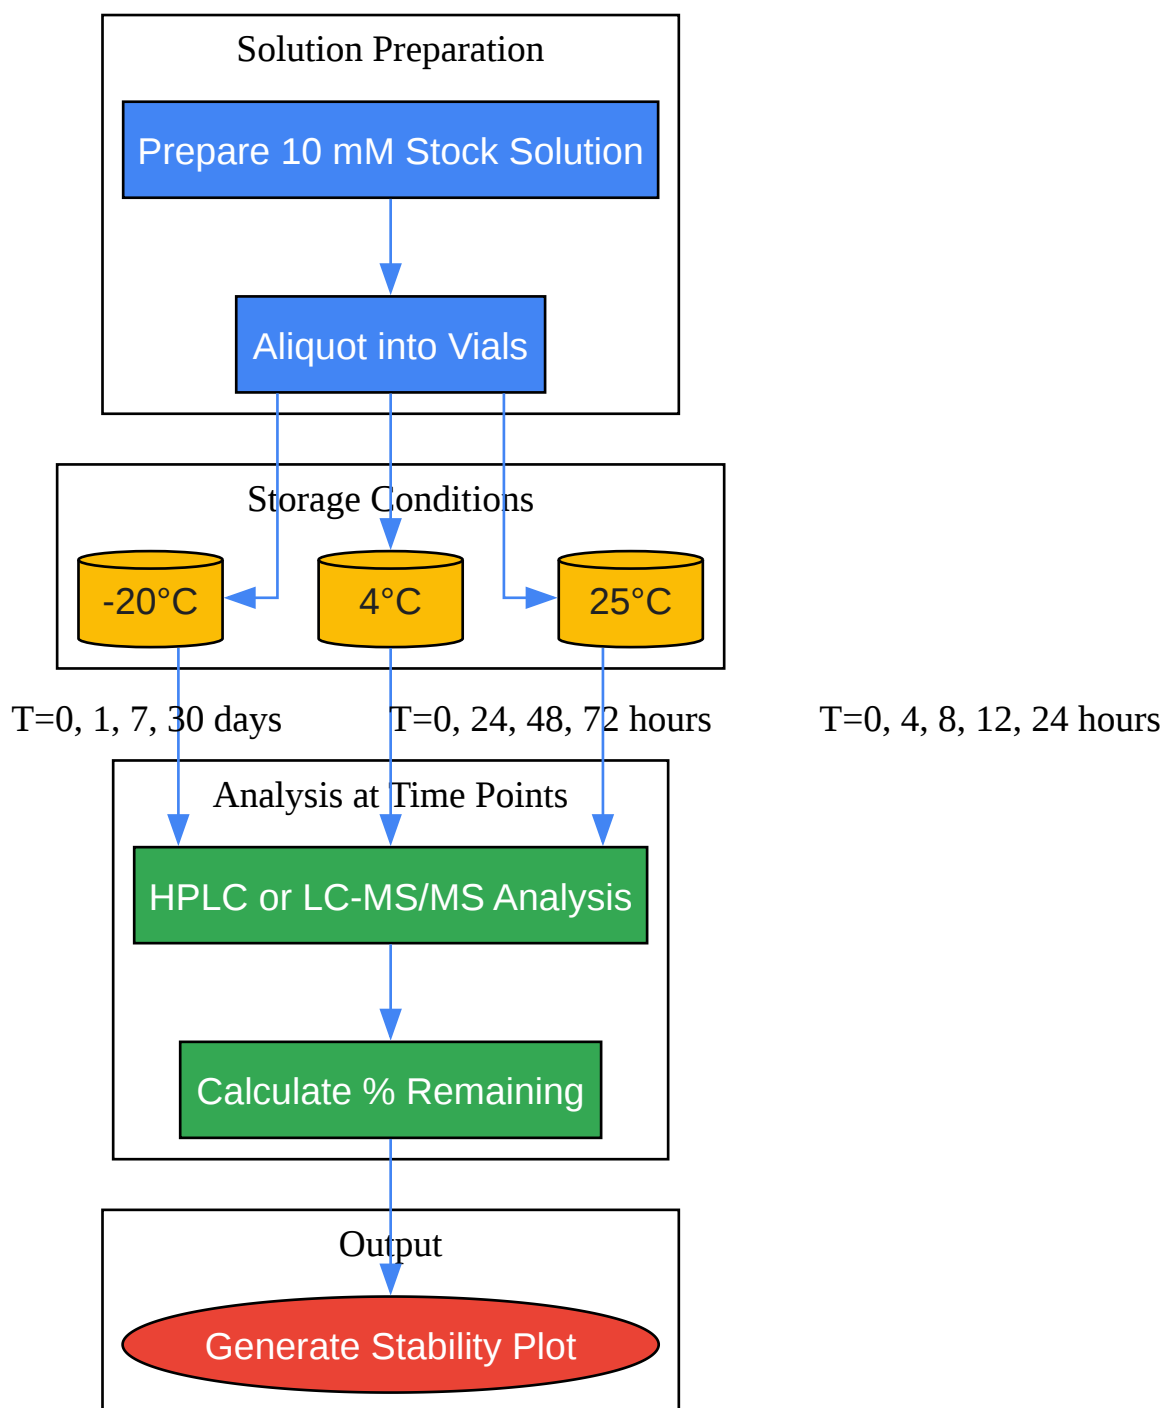 Solution Preparation
Prepare 10 mM Stock Solution
Aliquot into Vials
Storage Conditions
-20°C
4°C
25°C
T=0, 1, 7, 30 days
T=0, 24, 48, 72 hours
T=0, 4, 8, 12, 24 hours
Analysis at Time Points
HPLC or LC-MS/MS Analysis
Calculate % Remaining
Output
Generate Stability Plot